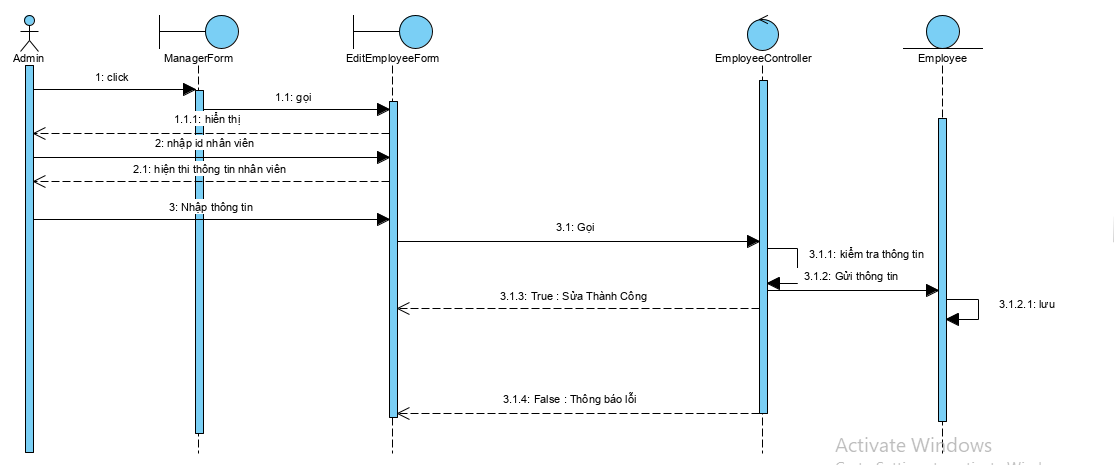 Admin
ManagerForm
EditEmployeeForm
EmployeeController
Employee
1: click
1.1: gọi
1.1.1: hiển thị
2: nhập id nhân viên
2.1: hiện thi thông tin nhân viên
3: Nhập thông tin
3.1: Gọi
3.1.1: kiểm tra thông tin
3.1.2: Gửi thông tin
3.1.3: True : Sửa Thành Công
3.1.2.1: lưu
3.1.4: False : Thông báo lỗi
Activate Windows